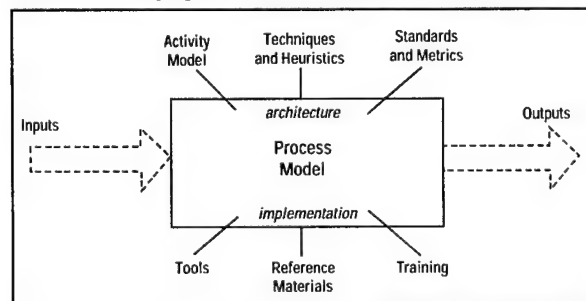 Activity
Model
Techniques
and Heuristics
Standards
and Metrics
architecture
Inputs
Process
Model
Outputs
implementation
Tools
Reference
Materials
Training